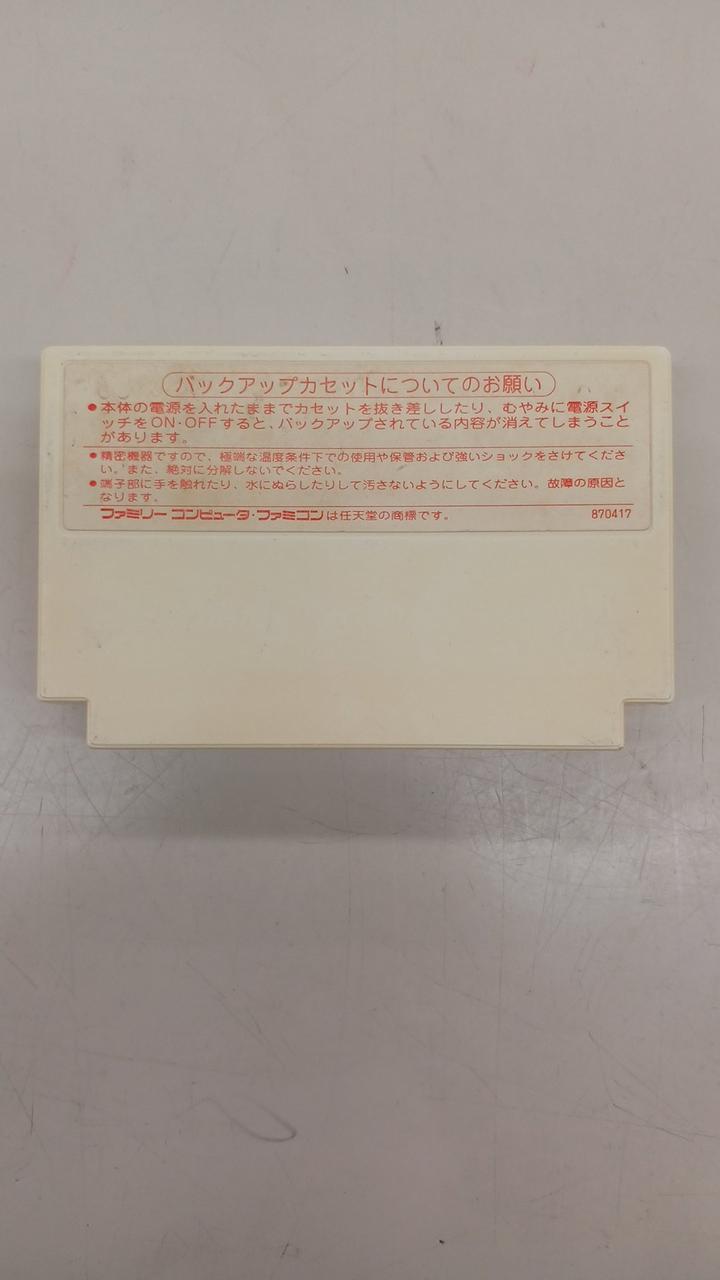 バックアップカセットについてのお願い
●本体の電源を入れたままでカセットを抜き差ししたり、むやみに電源スイ
ッチをON・OFFすると、バックアップされている内容が消えてしまうこと
があります。
●精密機器ですので、極端な温度条件下での使用や保管および強いショックをさけてくださ
い。また、絶対に分解しないでください。
●端子部に手を触れたり、水にぬらしたりして汚さないようにしてください。故障の原因と
なります。
ファミリーコンピュータ・ファミコンは任天堂の商標です。 870417